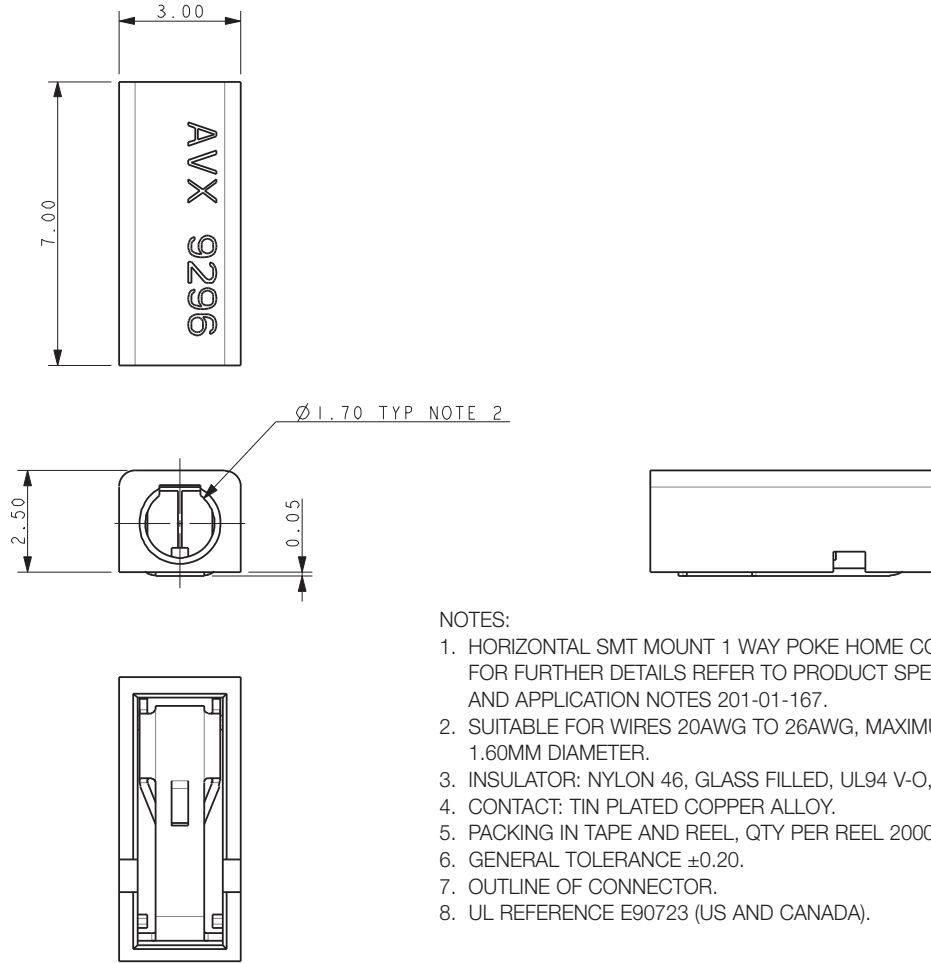 3.00
7.00
AVX 9296
Ø1.70 TYP NOTE 2
2.50
0.05
NOTES:
1. HORIZONTAL SMT MOUNT 1 WAY POKE HOME
FOR FURTHER DETAILS REFER TO PRODUCT
AND APPLICATION NOTES 201-01-167.
2. SUITABLE FOR WIRES 20AWG TO 26AWG,
1.60MM DIAMETER.
3. INSULATOR: NYLON 46, GLASS FILLED, UL94 V-O,
4. CONTACT: TIN PLATED COPPER ALLOY.
5. PACKING IN TAPE AND REEL, QTY PER REEL 2000
6. GENERAL TOLERANCE ±0.20.
7. OUTLINE OF CONNECTOR.
8. UL REFERENCE E90723 (US AND CANADA).